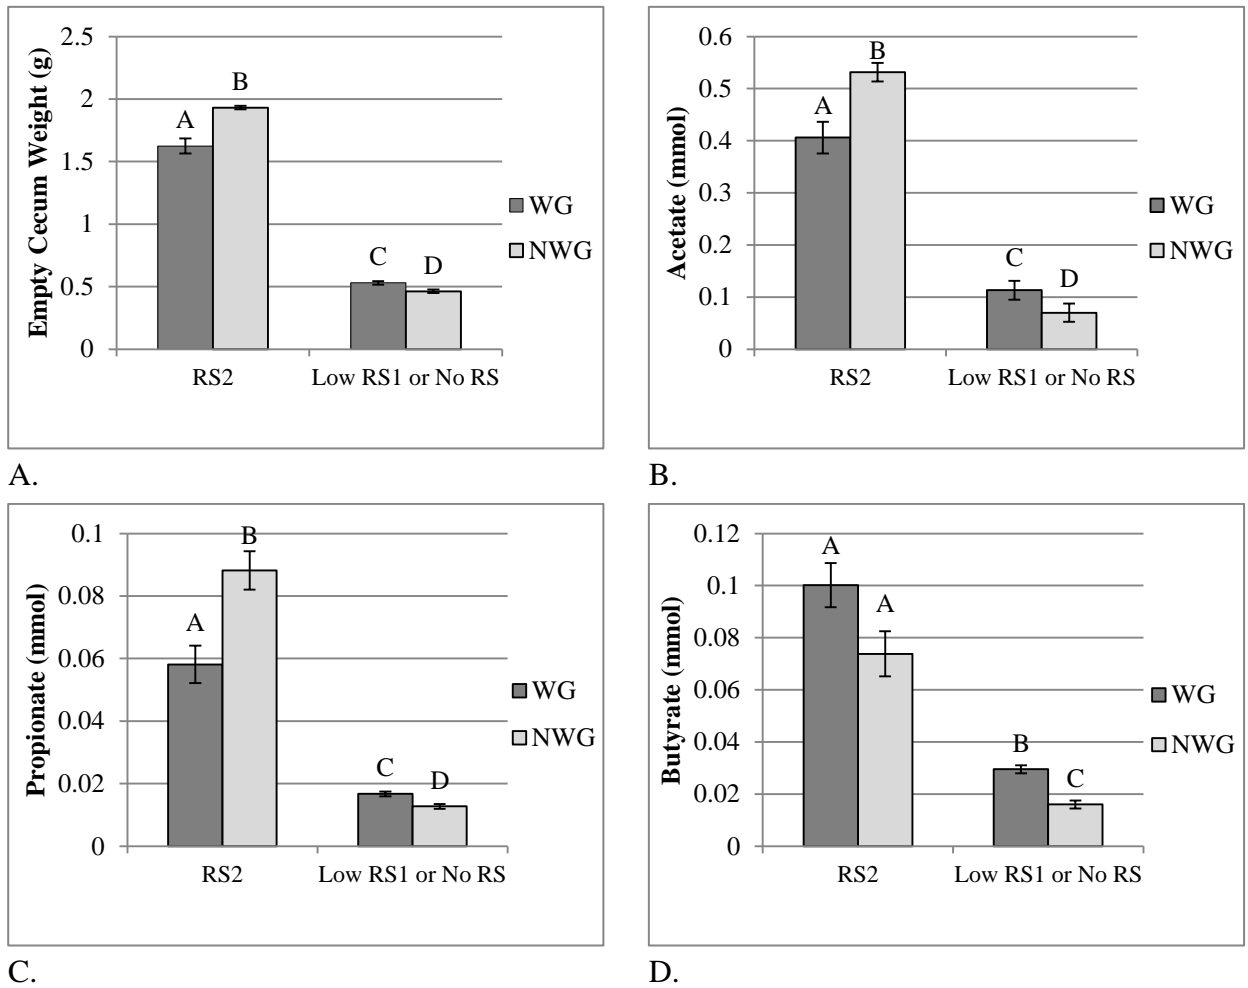 Empty Cecum Weight (g)
2.5
2
1.5
1
0.5
0
A
B
C
D
RS2
Low RS1 or No RS
WG
NWG
A.
Acetate (mmol)
0.6
0.5
0.4
0.3
0.2
0.1
0
A
B
C
D
RS2
Low RS1 or No RS
WG
NWG
B.
Propionate (mmol)
0.1
0.08
0.06
0.04
0.02
0
A
B
C
D
RS2
Low RS1 or No RS
WG
NWG
C.
Butyrate (mmol)
0.12
0.1
0.08
0.06
0.04
0.02
0
A
A
B
C
RS2
Low RS1 or No RS
WG
NWG
D.